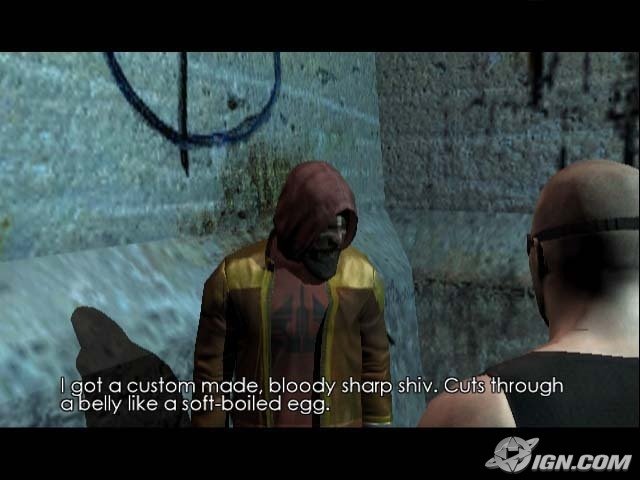 I got a custom made, bloody sharp shiv. Cuts through
a belly like a soft-boiled egg.
IGN.COM